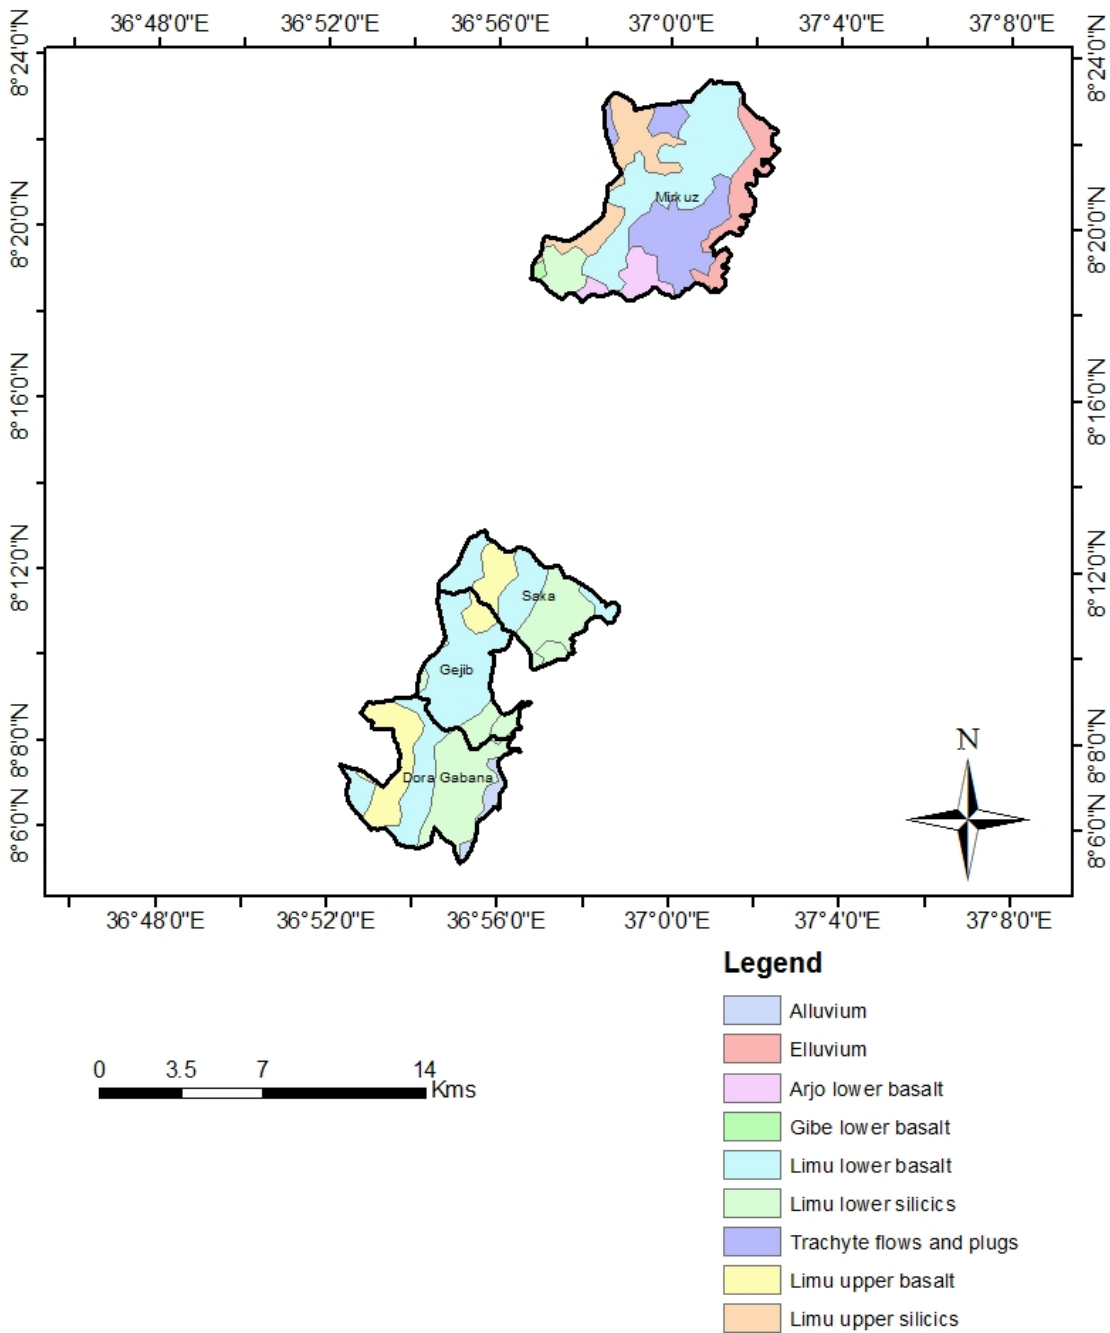 36°48'0"E 36°52'0"E 36°56'0"E 37°0'0"E 37°4'0"E 37°8'0"E
8°24'0"N 8°24'0"N
Mirkuz
8°20'0"N 8°20'0"N
8°16'0"N 8°16'0"N
8°12'0"N 8°12'0"N
Saka
Gejib
8°8'0"N 8°8'0"N
N
Dora Gabana
8°6'0"N 8°6'0"N
36°48'0"E 36°52'0"E 36°56'0"E 37°0'0"E 37°4'0"E 37°8'0"E
Legend
Alluvium
Elluvium
0 3.5 7 14
Kms
Arjo lower basalt
Gibe lower basalt
Limu lower basalt
Limu lower silicics
Trachyte flows and plugs
Limu upper basalt
Limu upper silicics